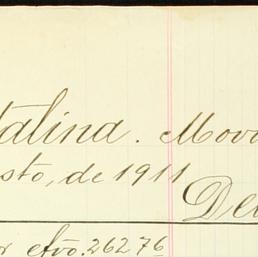 talina. Mov
sto, de 1911
De
r efvo. 262 76